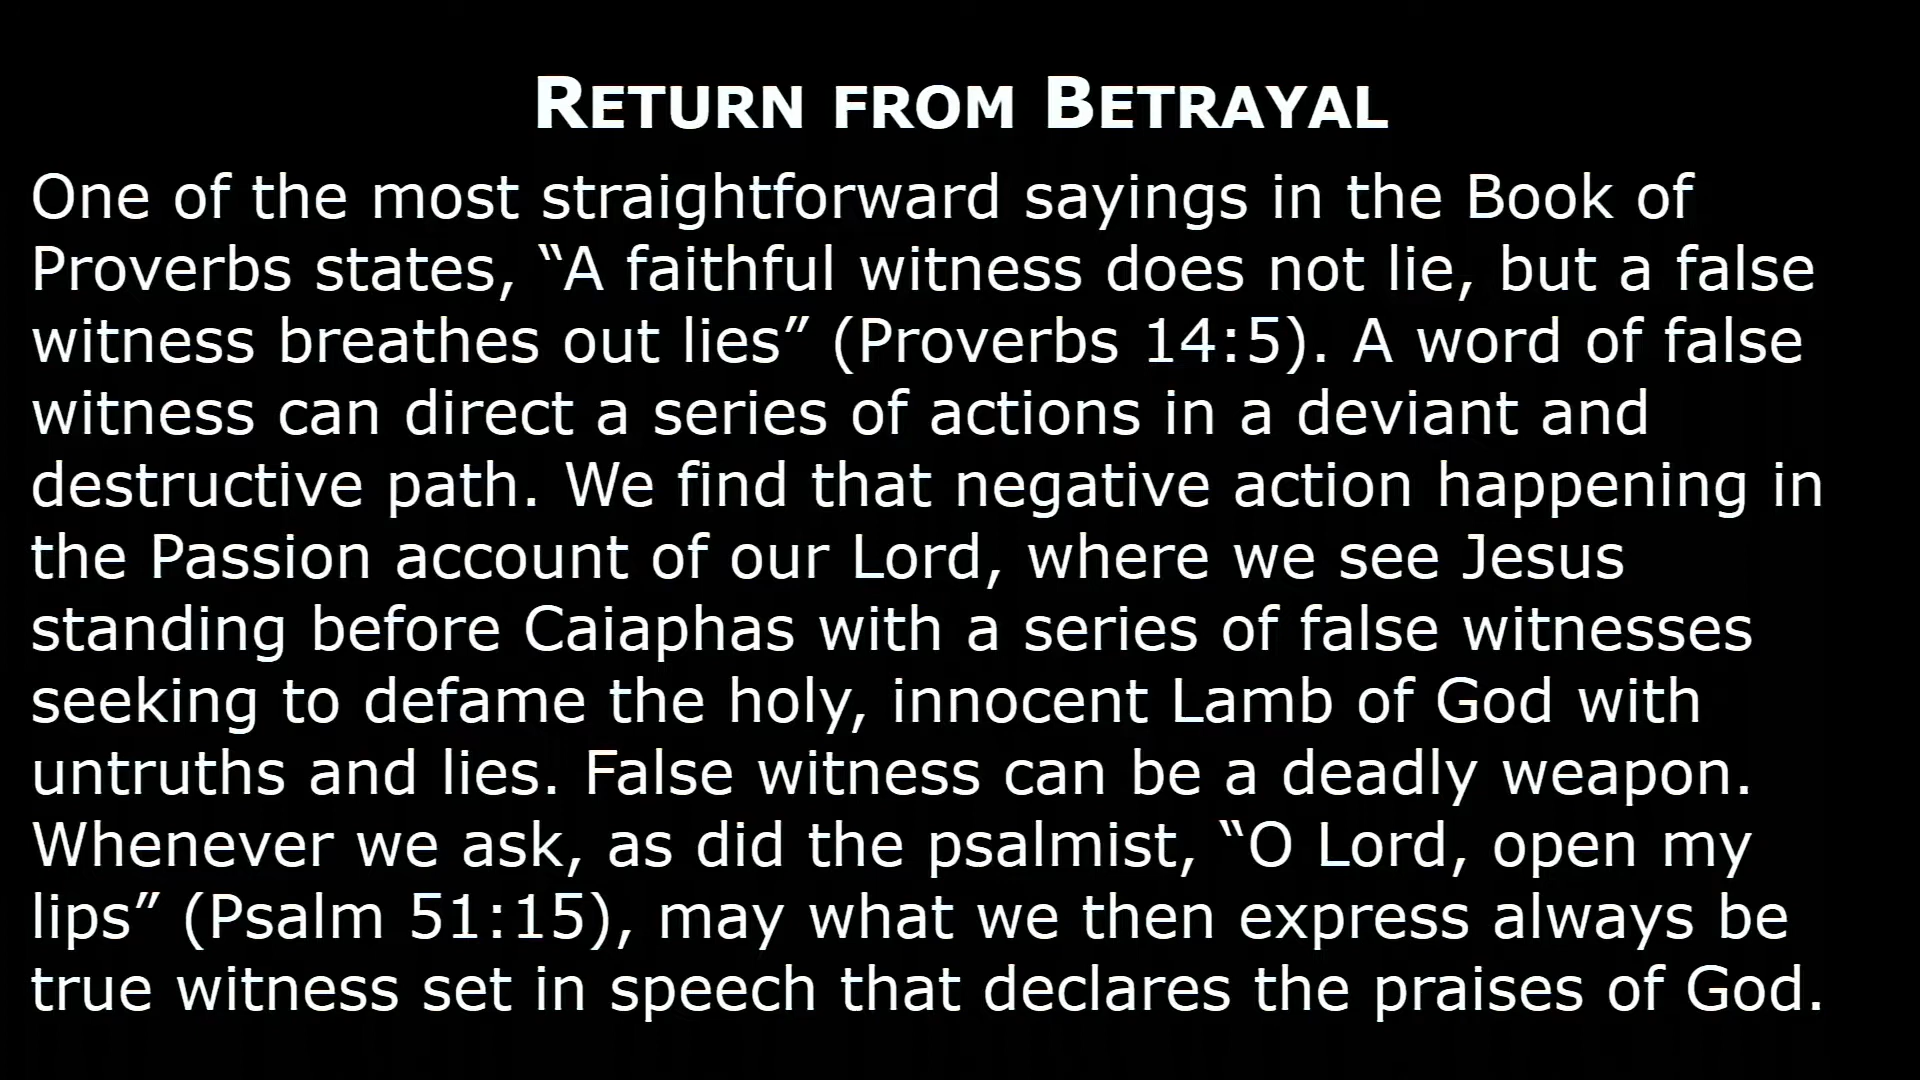 RETURN FROM BETRAYAL
One of the most straightforward sayings in the Book of
Proverbs states, “A faithful witness does not lie, but a false
witness breathes out lies” (Proverbs 14:5). A word of false
witness can direct a series of actions in a deviant and
destructive path. We find that negative action happening in
the Passion account of our Lord, where we see Jesus
standing before Caiaphas with a series of false witnesses
seeking to defame the holy, innocent Lamb of God with
untruths and lies. False witness can be a deadly weapon.
Whenever we ask, as did the psalmist, “O Lord, open my
lips” (Psalm 51:15), may what we then express always be
true witness set in speech that declares the praises of God.